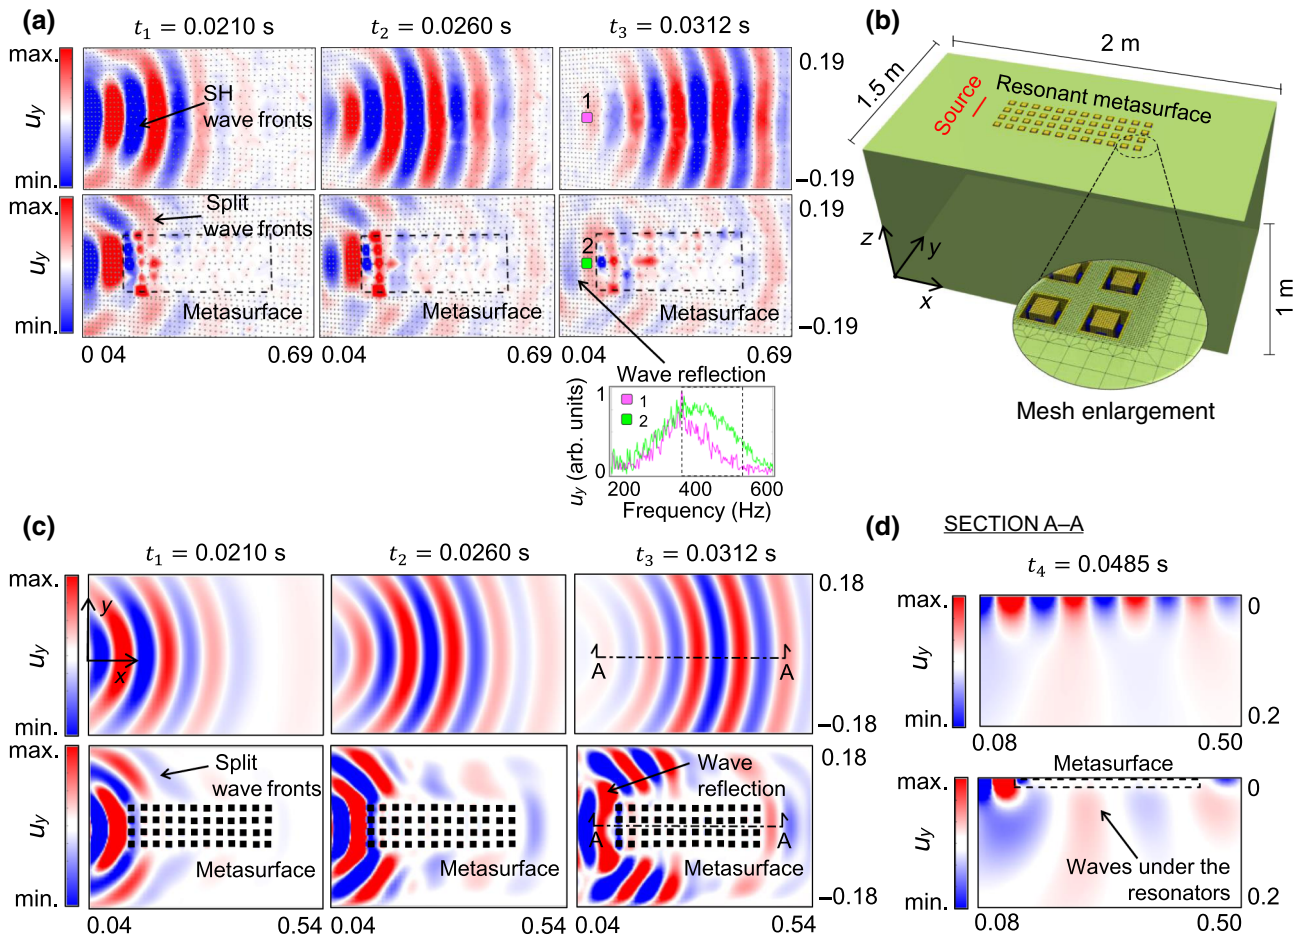 (a)
t₁ = 0.0210 s
t₂ = 0.0260 s
t₃ = 0.0312 s
max.
u_y
min.
SH
wave fronts
1
0.19
−0.19
max.
u_y
min.
Split
wave fronts
Metasurface
Metasurface
2
Metasurface
0.19
−0.19
0 04
0.69
0.04
0.69
0.04
0.69
Wave reflection
u_y (arb. units)
1
0
1
2
200
400
600
Frequency (Hz)
(b)
2 m
1.5 m
Source
Resonant metasurface
z
y
x
1 m
Mesh enlargement
(c)
t₁ = 0.0210 s
t₂ = 0.0260 s
t₃ = 0.0312 s
max.
u_y
min.
y
x
A
A
0.18
−0.18
max.
u_y
min.
Split
wave fronts
Metasurface
Metasurface
Wave
reflection
A
A
Metasurface
0.18
−0.18
0.04
0.54
0.04
0.54
0.04
0.54
(d)
SECTION A–A
t₄ = 0.0485 s
max.
u_y
min.
0
0.2
0.08
0.50
Metasurface
max.
u_y
min.
0
Waves under the
resonators
0.2
0.08
0.50